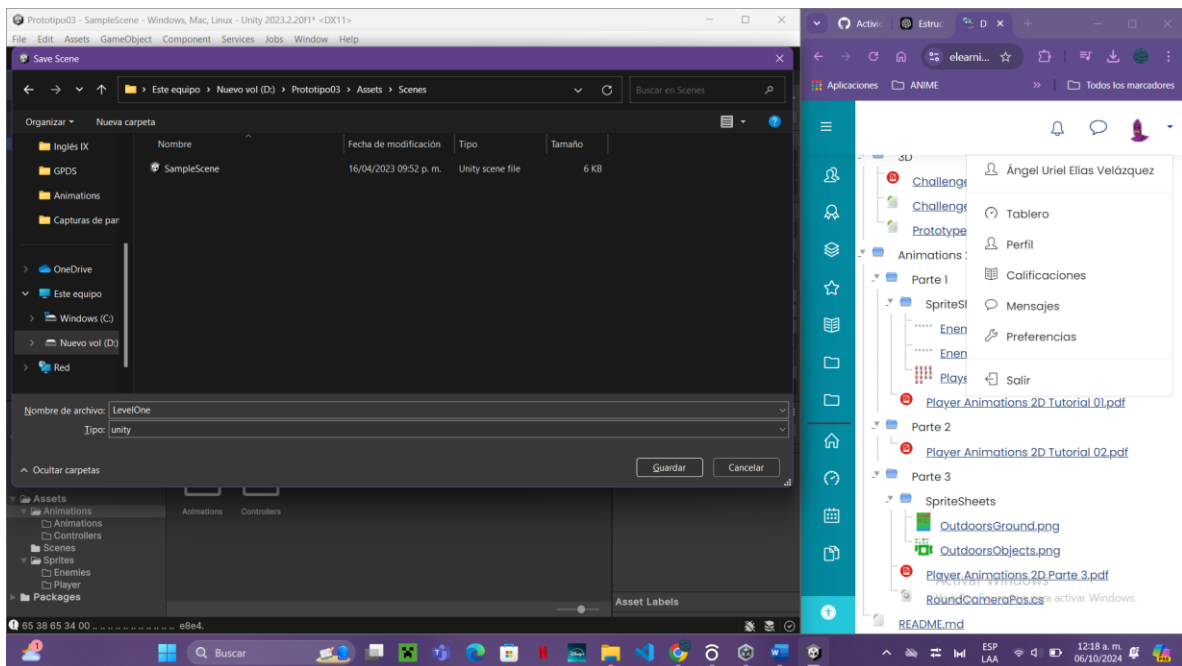 Prototipo03 - SampleScene - Windows, Mac, Linux - Unity 2023.2.20f1* <DX11>
File Edit Assets GameObject Component Services Jobs Window Help
Save Scene
Este equipo › Nuevo vol (D:) › Prototipo03 › Assets › Scenes
Buscar en Scenes
Organizar
Nueva carpeta
Nombre Fecha de modificación Tipo Tamaño
SampleScene 16/04/2023 09:52 p. m. Unity scene file 6 KB
Inglés IX
GPDS
Animations
Capturas de pan
OneDrive
Este equipo
Windows (C:)
Nuevo vol (D:)
Red
Nombre de archivo: LevelOne
Tipo: unity
Ocultar carpetas
Guardar
Cancelar
Assets
Animations
Animations
Controllers
Scenes
Sprites
Enemies
Player
Packages
Animations Controllers
Asset Labels
65 38 65 34 00 .. .. .. .. .. .. .. .. .. .. .. e8e4.
Activic
Estruc
D
elearni...
Aplicaciones
ANIME
»
Todos los marcadores
3D
Challenge
Challenge
Prototype
Animations
Parte 1
SpriteSh
Enen
Enen
Playe
Player Animations 2D Tutorial 01.pdf
Parte 2
Player Animations 2D Tutorial 02.pdf
Parte 3
SpriteSheets
OutdoorsGround.png
OutdoorsObjects.png
Player Animations 2D Parte 3.pdf
RoundCameraPos.cs
README.md
Ángel Uriel Elías Velázquez
Tablero
Perfil
Calificaciones
Mensajes
Preferencias
Salir
Activar Windows
para activar Windows.
Buscar
ESP
LAA
12:18 a. m.
06/10/2024